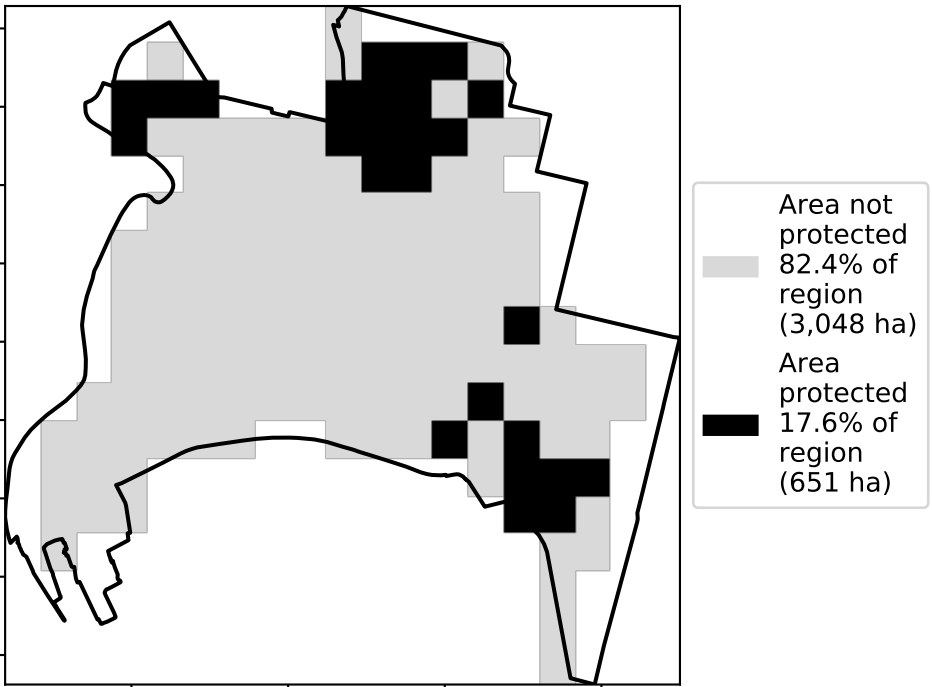 Area not
protected
82.4% of
region
(3,048 ha)
Area
protected
17.6% of
region
(651 ha)